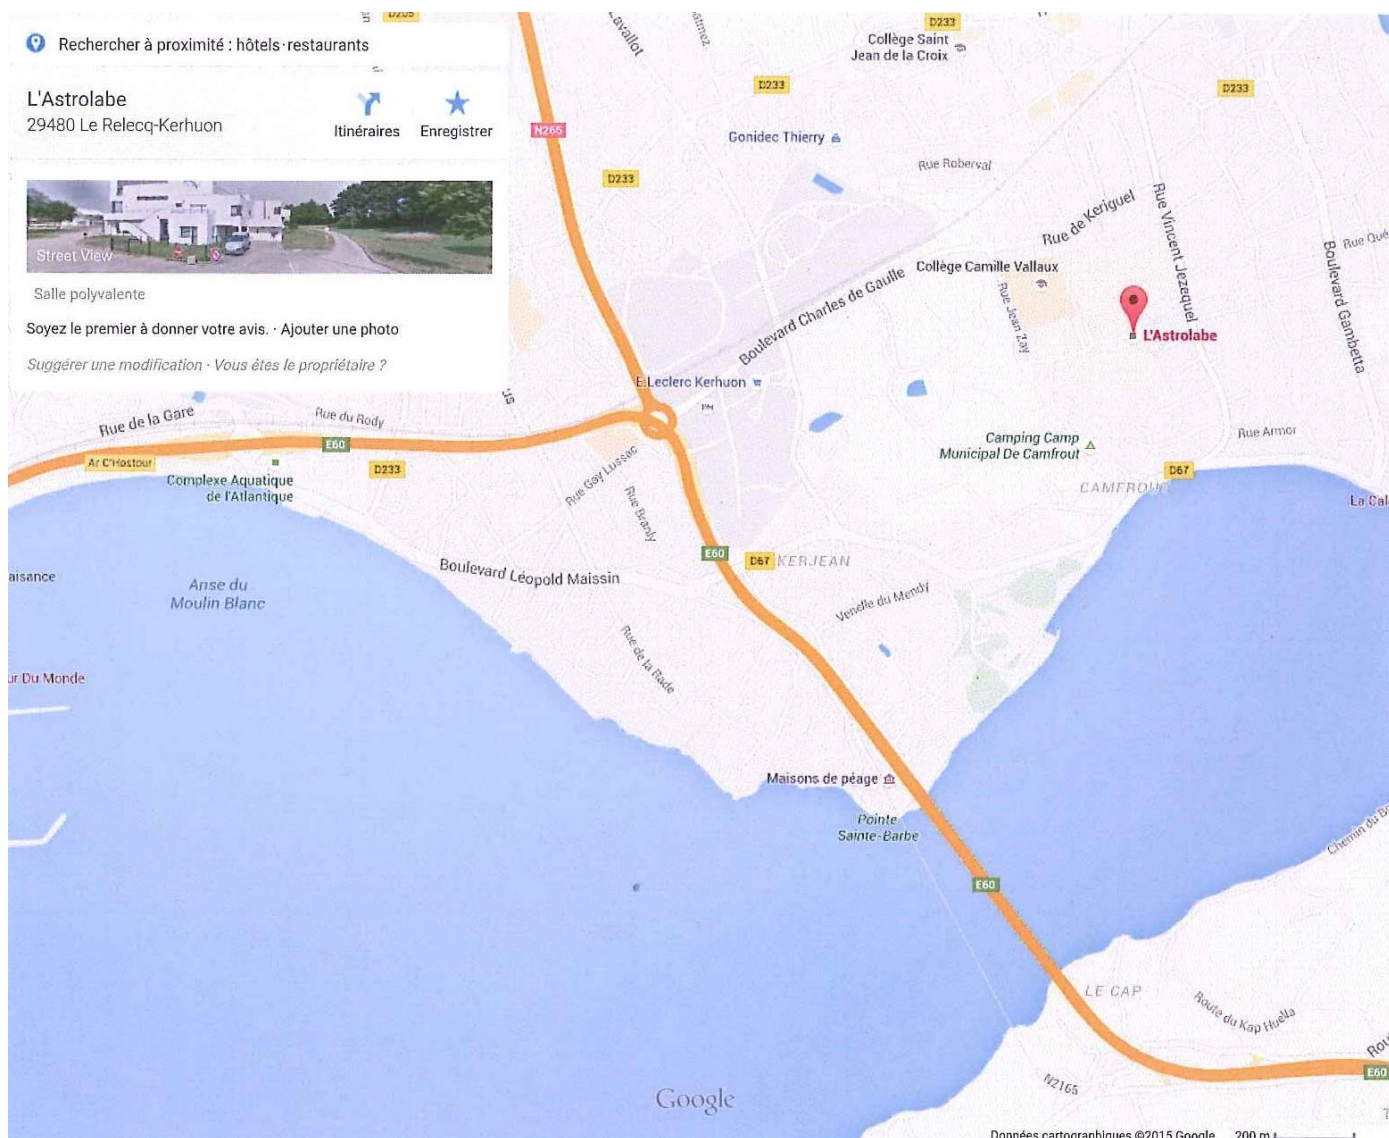 Rechercher à proximité : hôtels·restaurants
L'Astrolabe
29480 Le Relecq-Kerhuon
Itinéraires
Enregistrer
Street View
Salle polyvalente
Soyez le premier à donner votre avis. · Ajouter une photo
Suggérer une modification · Vous êtes le propriétaire ?
D205
D233
Collège Saint
Jean de la Croix
D233
D233
N265
Gonidec Thierry
Rue Roberval
D233
Rue de Keriguel
Rue Vincent Jezequel
Boulevard Gambetta
Collège Camille Vallaux
Boulevard Charles de Gaulle
Rue Jean Zay
L'Astrolabe
E.Leclerc Kerhuon
Rue de la Gare
Rue du Rody
E60
Ar C'Hostour
D233
Complexe Aquatique
de l'Atlantique
Rue Gay Lussac
Rue Branly
Camping Camp
Municipal De Camfrout
Rue Armor
D67
CAMFROUT
E60
D67
KERJEAN
Boulevard Léopold Maissin
Anse du
Moulin Blanc
Venelle du Mendy
Rue de la Rade
ur Du Monde
Maisons de péage
Pointe
Sainte-Barbe
E60
LE CAP
Route du Kap Huella
N2165
E60
Google
Données cartographiques ©2015 Google
200 m